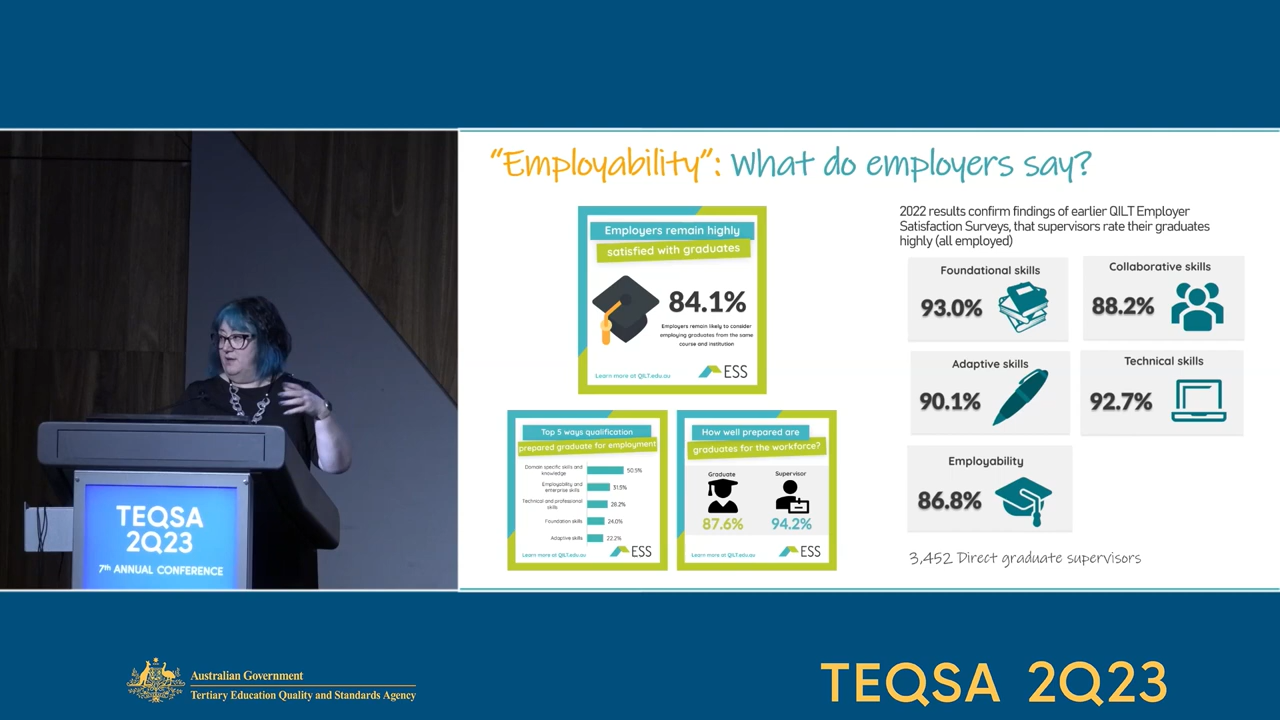 "Employability": What do employers say?
Employers remain highly
satisfied with graduates
84.1%
Employers remain likely to consider
employing graduates from the same
course and institution
Learn more at QILT.edu.au
ESS
Top 5 ways qualification
prepared graduate for employment
Domain specific skills and
knowledge
50.5%
Employability and
enterprise skills
31.5%
Technical and professional
skills
28.2%
Foundation skills
24.0%
Adaptive skills
22.2%
Learn more at QILT.edu.au
ESS
How well prepared are
graduates for the workforce?
Graduate
87.6%
Supervisor
94.2%
Learn more at QILT.edu.au
ESS
2022 results confirm findings of earlier QILT Employer
Satisfaction Surveys, that supervisors rate their graduates
highly (all employed)
Foundational skills
93.0%
Collaborative skills
88.2%
Adaptive skills
90.1%
Technical skills
92.7%
Employability
86.8%
3,452 Direct graduate supervisors
TEQSA
2Q23
7th ANNUAL CONFERENCE
Australian Government
Tertiary Education Quality and Standards Agency
TEQSA 2Q23